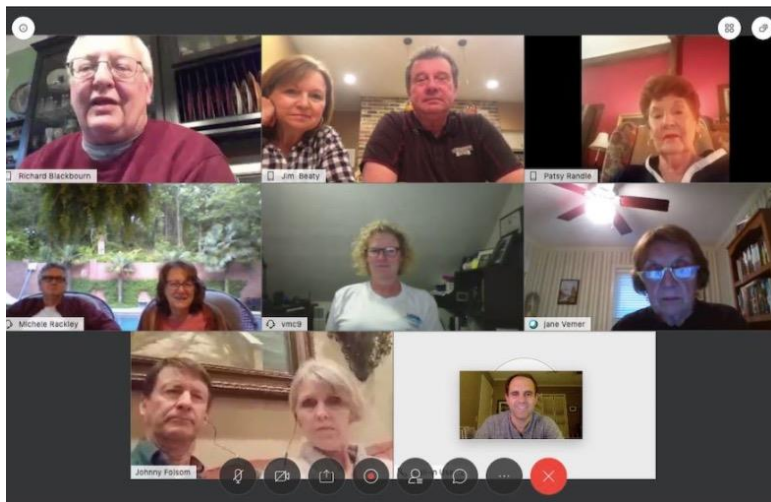 Richard Blackbourn
Jim Beaty
Patsy Randle
Michele Rackley
vmc9
Jane Verner
Johnny Folsom